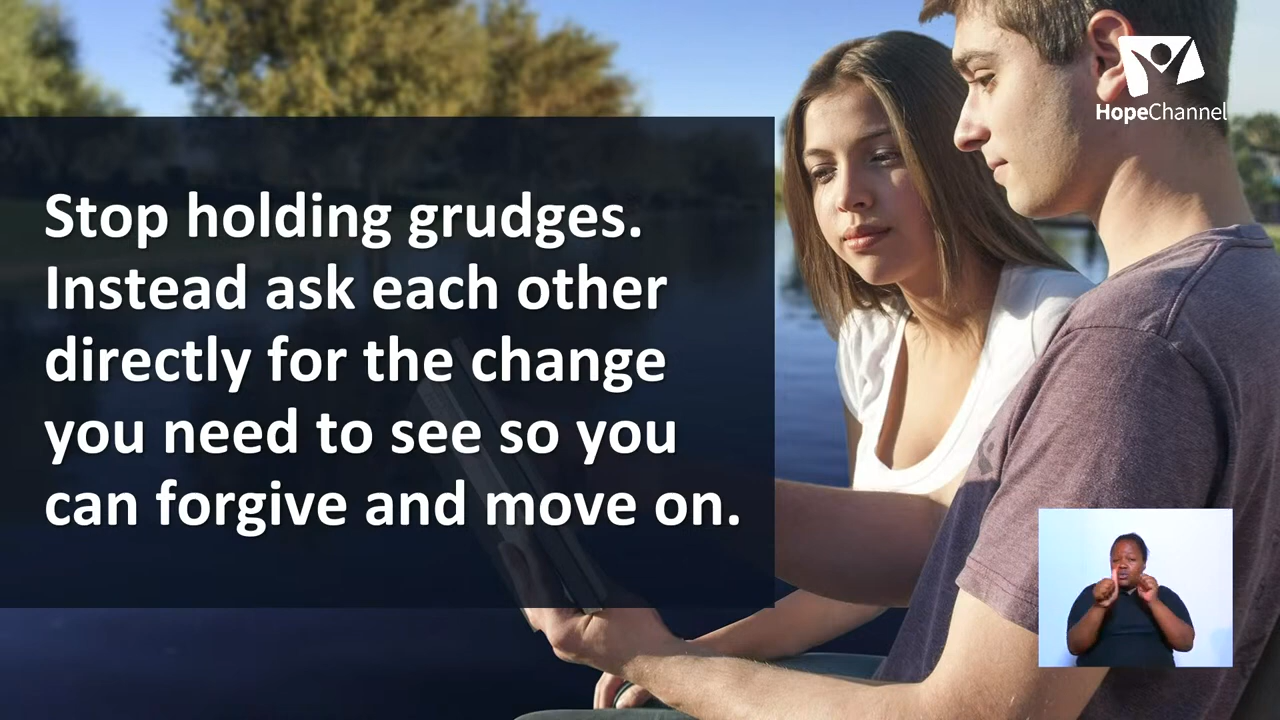 Stop holding grudges.
Instead ask each other
directly for the change
you need to see so you
can forgive and move on.
HopeChannel